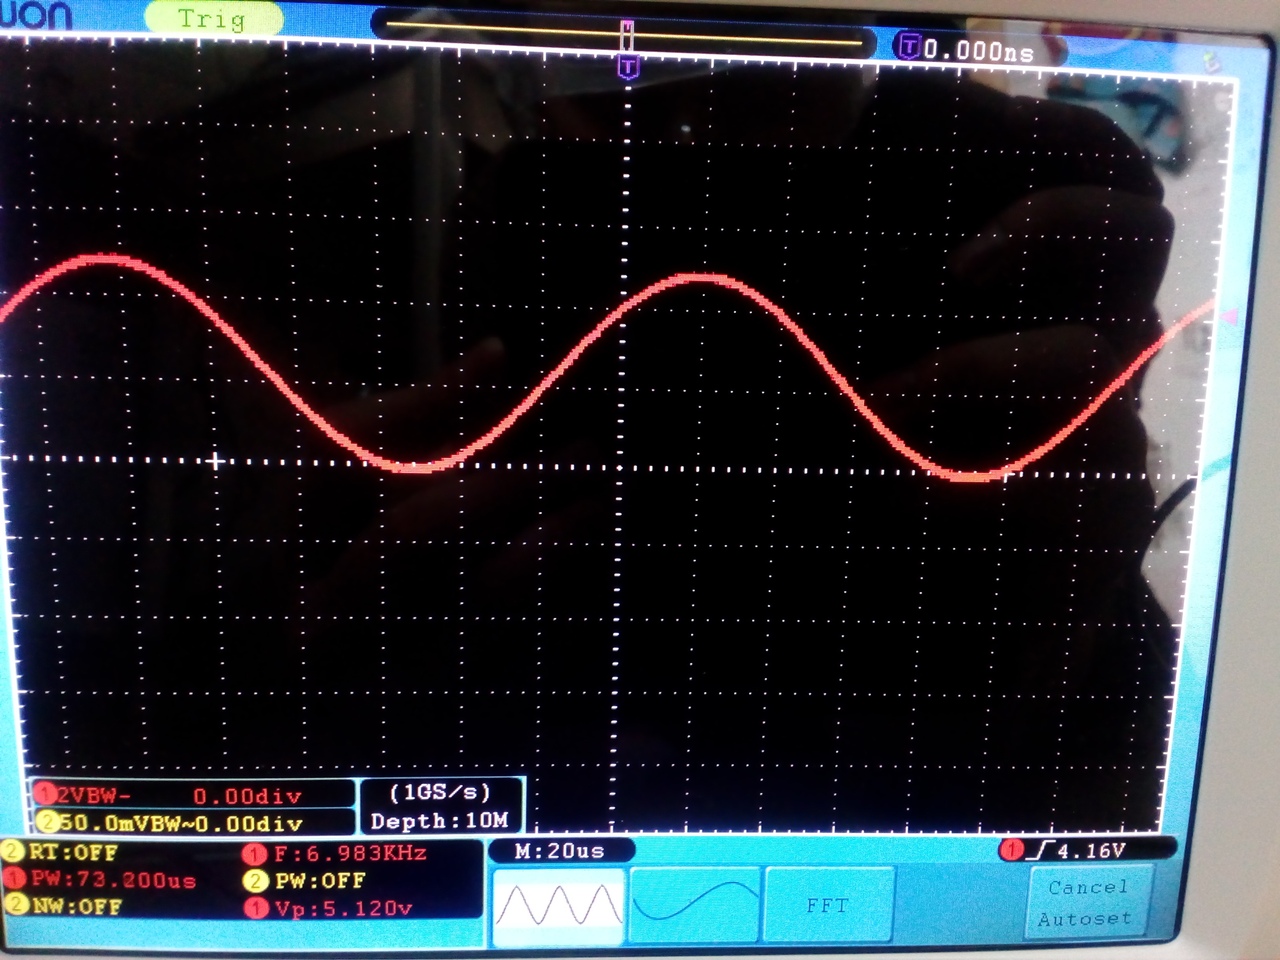 Trig
T 0.000ns
T
1 2VBW- 0.00div
2 50.0mVBW~0.00div
(1GS/s)
Depth:10M
2 RT:OFF 1 F:6.983KHz
1 PW:73.200us 2 PW:OFF
2 NW:OFF 1 Vp:5.120v
M:20us
1 4.16V
FFT
Cancel
Autoset